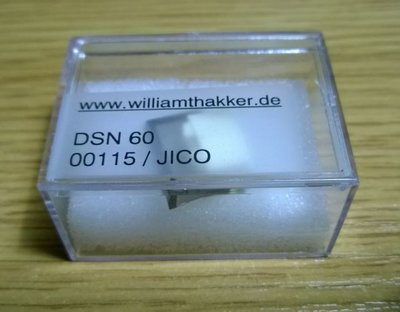 www.williamthakker.de
DSN 60
00115 / JICO